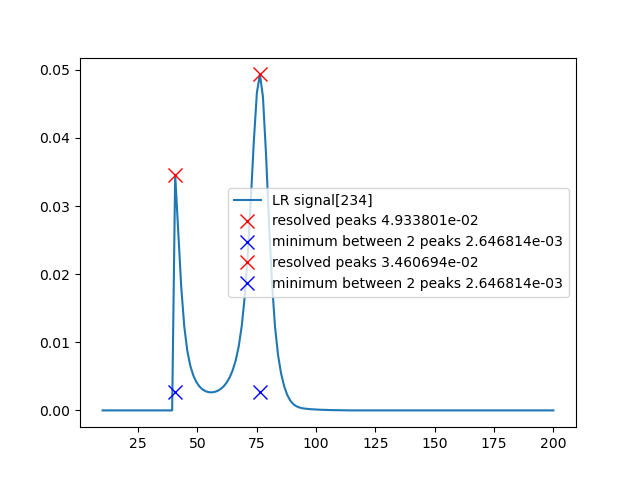 0.05
0.04
0.03
0.02
0.01
0.00
LR signal[234]
resolved peaks 4.933801e-02
minimum between 2 peaks 2.646814e-03
resolved peaks 3.460694e-02
minimum between 2 peaks 2.646814e-03
25 50 75 100 125 150 175 200